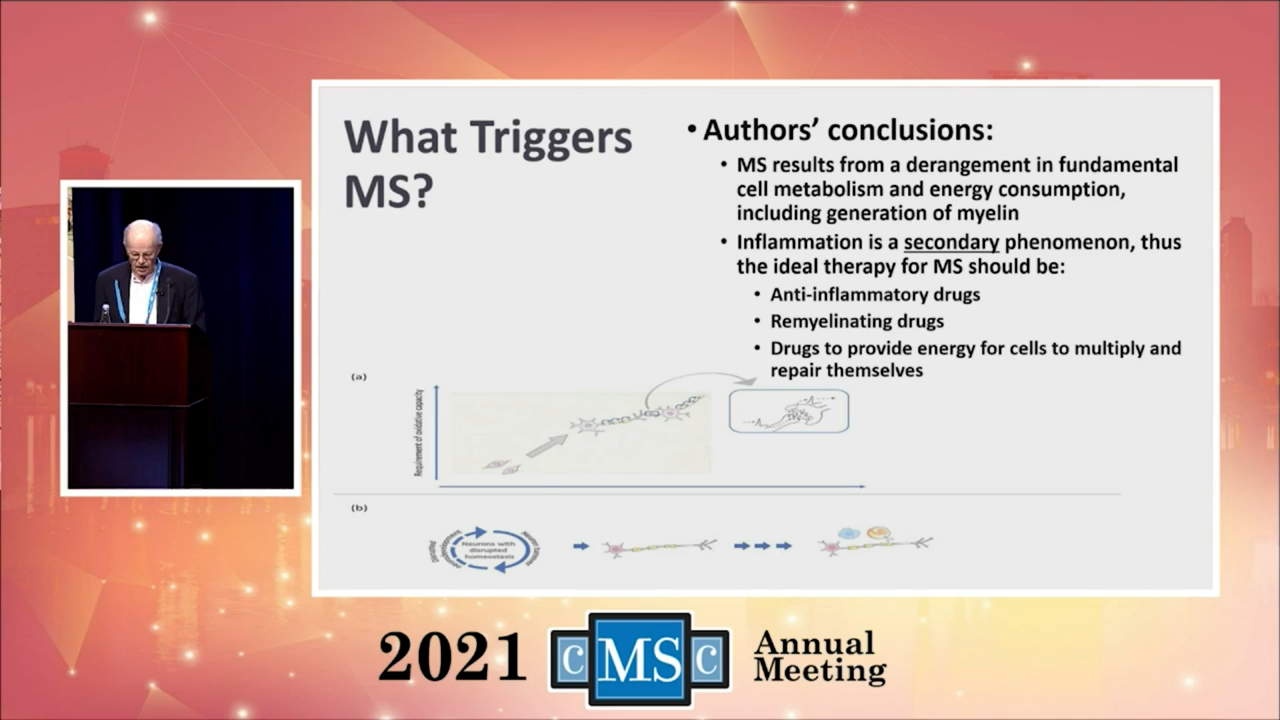 What Triggers
MS?
• Authors’ conclusions:
• MS results from a derangement in fundamental
cell metabolism and energy consumption,
including generation of myelin
• Inflammation is a secondary phenomenon, thus
the ideal therapy for MS should be:
• Anti-inflammatory drugs
• Remyelinating drugs
• Drugs to provide energy for cells to multiply and
repair themselves
(a)
Requirement of oxidative capacity
(b)
Neurons with
disrupted
homeostasis
2021
CMSC
Annual
Meeting